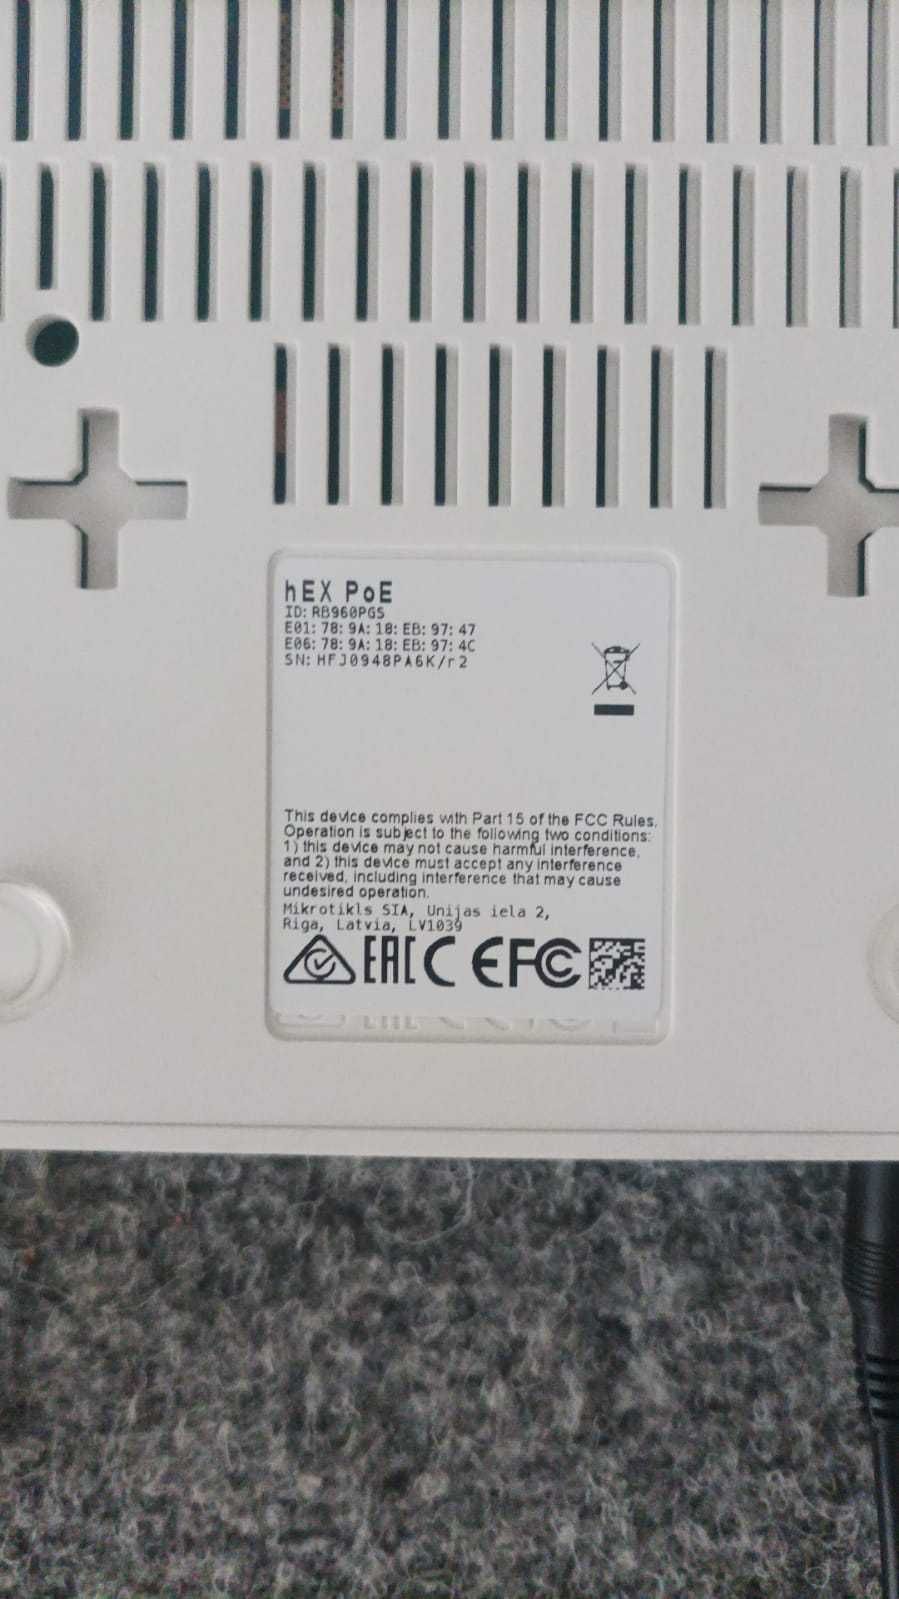 hEX PoE
ID: RB960PGS
E01: 78: 9A: 18: EB: 97: 47
E06: 78: 9A: 18: EB: 97: 4C
SN: HFJ0948PA6K/r2
This device complies with Part 15 of the FCC Rules.
Operation is subject to the following two conditions:
1) this device may not cause harmful interference,
and 2) this device must accept any interference
received, including interference that may cause
undesired operation.
Mikrotikls SIA, Unijas iela 2,
Riga, Latvia, LV1039
EAC CE FC